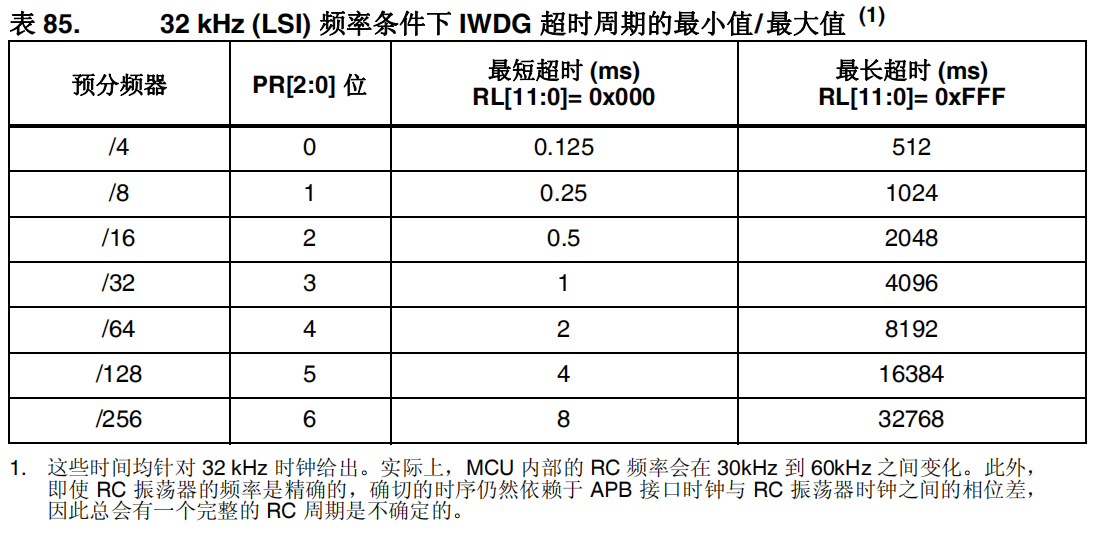 表 85. 32 kHz (LSI) 频率条件下 IWDG 超时周期的最小值/最大值 (1)
预分频器 PR[2:0] 位 最短超时 (ms) RL[11:0]= 0x000 最长超时 (ms) RL[11:0]= 0xFFF
/4 0 0.125 512
/8 1 0.25 1024
/16 2 0.5 2048
/32 3 1 4096
/64 4 2 8192
/128 5 4 16384
/256 6 8 32768
1. 这些时间均针对 32 kHz 时钟给出。实际上，MCU 内部的 RC 频率会在 30kHz 到 60kHz 之间变化。此外，
即使 RC 振荡器的频率是精确的，确切的时序仍然依赖于 APB 接口时钟与 RC 振荡器时钟之间的相位差，
因此总会有一个完整的 RC 周期是不确定的。